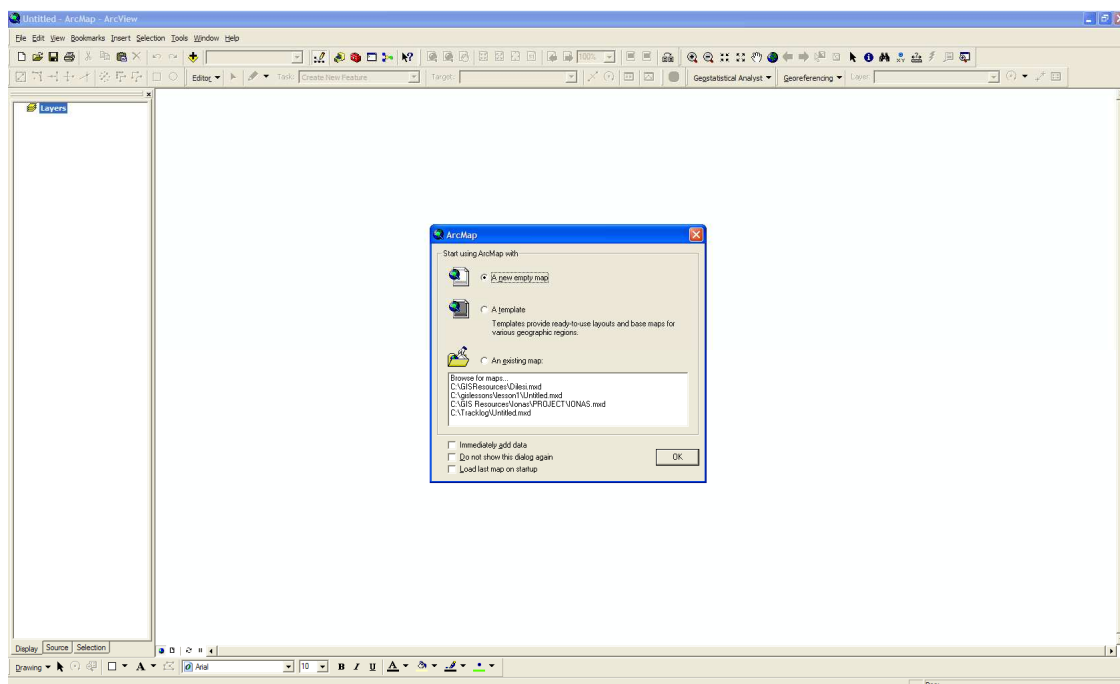 Untitled - ArcMap - ArcView
File Edit View Bookmarks Insert Selection Tools Window Help
100%
Editor Task: Create New Feature Target: Geostatistical Analyst Georeferencing Layer:
Layers
ArcMap
Start using ArcMap with
A new empty map
A template
Templates provide ready-to-use layouts and base maps for
various geographic regions.
An existing map:
Browse for maps...
C:\GISResources\Dilesi.mxd
C:\gislessons\lesson1\Untitled.mxd
C:\GIS Resources\Ionas\PROJECT\IONAS.mxd
C:\Tracklog\Untitled.mxd
Immediately add data
Do not show this dialog again
OK
Load last map on startup
Display Source Selection
Drawing A Arial 10 B I U A